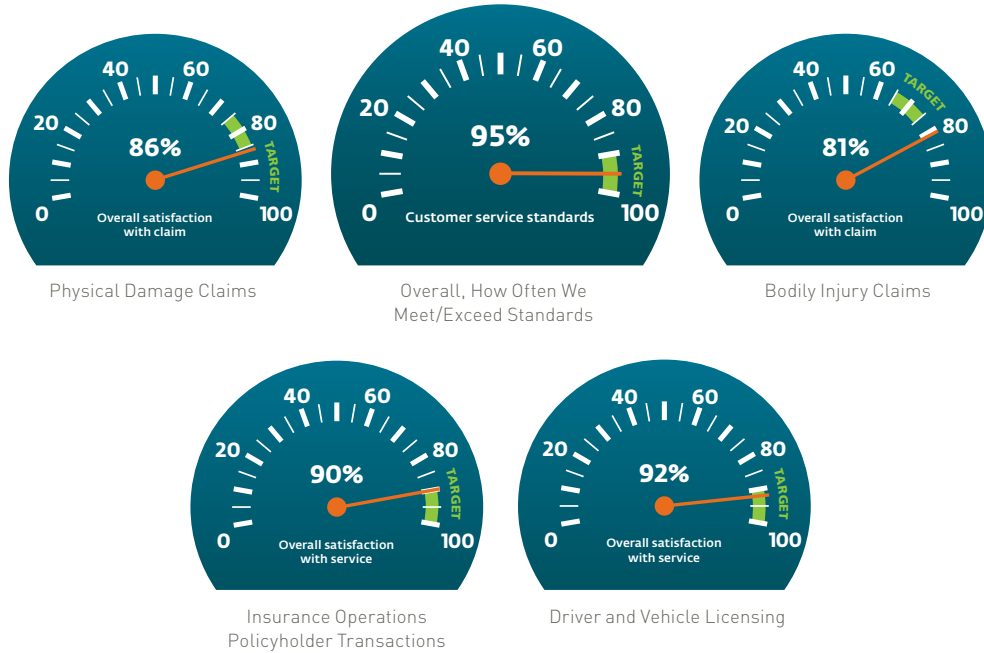 0
20
40
60
80
100
TARGET
86%
Overall satisfaction
with claim
Physical Damage Claims
0
20
40
60
80
100
TARGET
95%
Customer service standards
Overall, How Often We
Meet/Exceed Standards
0
20
40
60
80
100
TARGET
81%
Overall satisfaction
with claim
Bodily Injury Claims
0
20
40
60
80
100
TARGET
90%
Overall satisfaction
with service
Insurance Operations
Policyholder Transactions
0
20
40
60
80
100
TARGET
92%
Overall satisfaction
with service
Driver and Vehicle Licensing